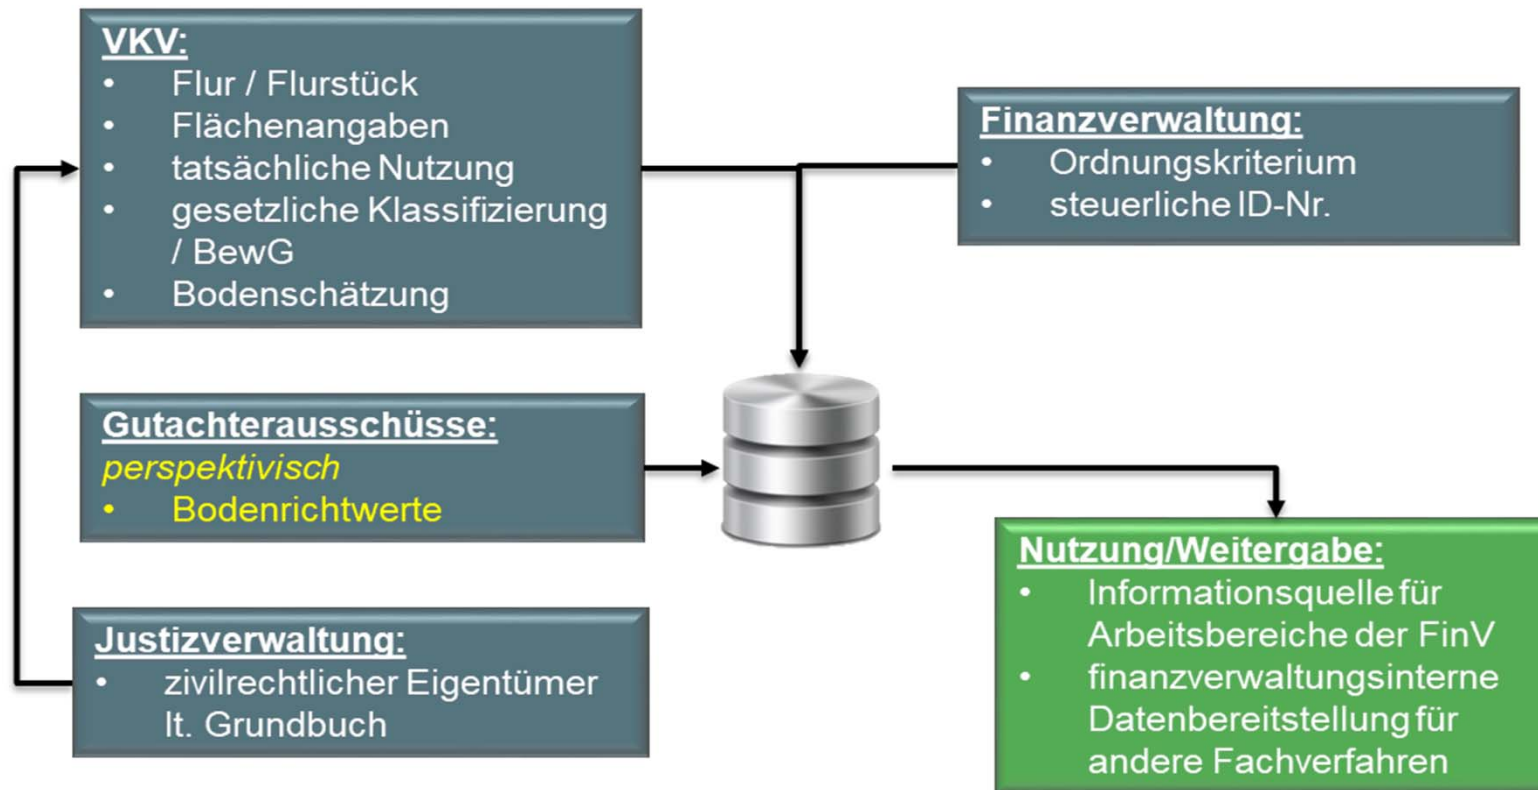 VKV:
• Flur / Flurstück
• Flächenangaben
• tatsächliche Nutzung
• gesetzliche Klassifizierung
/ BewG
• Bodenschätzung
Finanzverwaltung:
• Ordnungskriterium
• steuerliche ID-Nr.
Gutachterausschüsse:
perspektivisch
• Bodenrichtwerte
Justizverwaltung:
• zivilrechtlicher Eigentümer
lt. Grundbuch
Nutzung/Weitergabe:
• Informationsquelle für
Arbeitsbereiche der FinV
• finanzverwaltungsinterne
Datenbereitstellung für
andere Fachverfahren